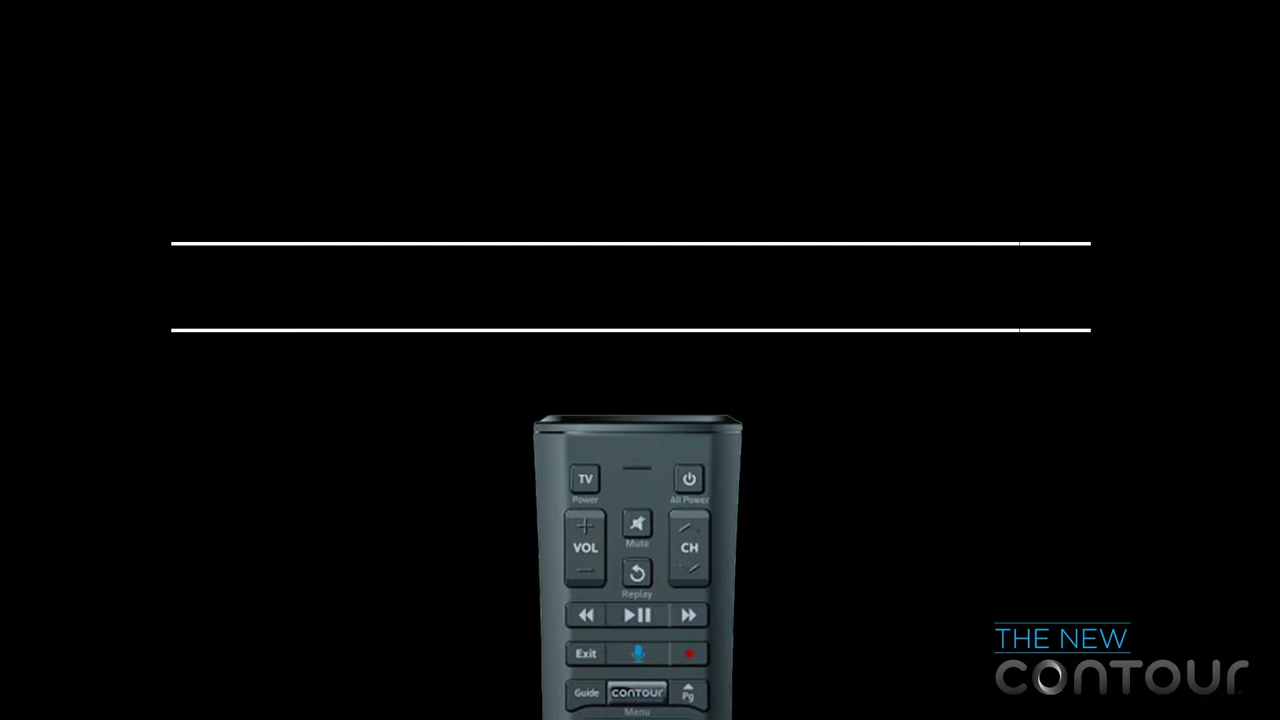 TV
Power
All Power
VOL
Mute
CH
Replay
Exit
Guide
contour
Pg
Menu
THE NEW
contour